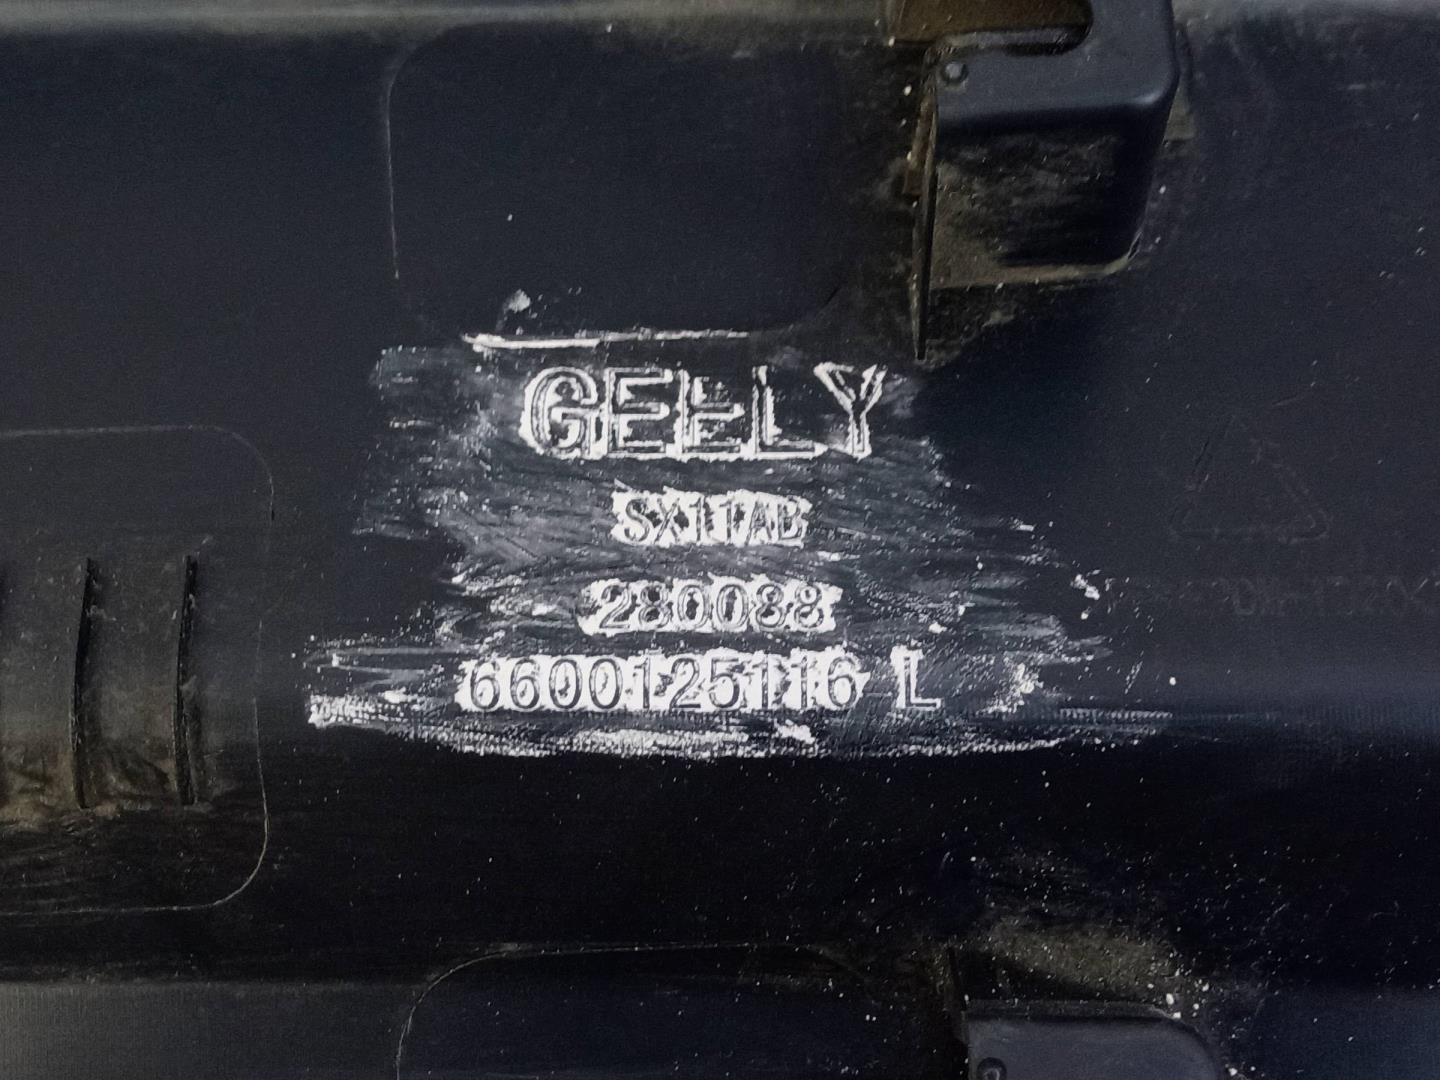 GEELY
SX11AB
280088
6600125116 L